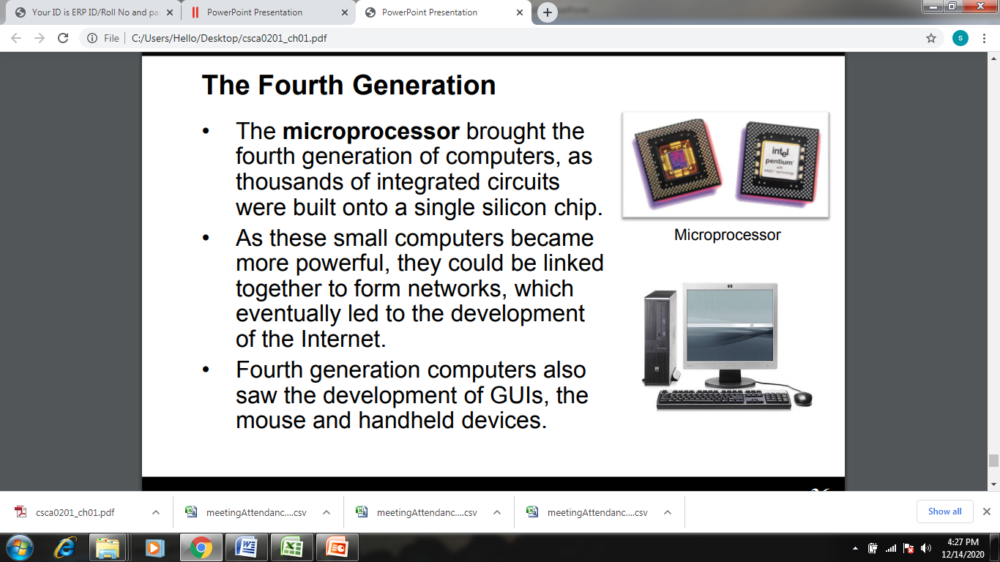 Your ID is ERP ID/Roll No and pa
PowerPoint Presentation
PowerPoint Presentation
File
C:/Users/Hello/Desktop/csca0201_ch01.pdf
s
The Fourth Generation
• The microprocessor brought the
fourth generation of computers, as
thousands of integrated circuits
were built onto a single silicon chip.
• As these small computers became
more powerful, they could be linked
together to form networks, which
eventually led to the development
of the Internet.
• Fourth generation computers also
saw the development of GUIs, the
mouse and handheld devices.
intel
pentium
with
MMX™ technology
Microprocessor
hp
csca0201_ch01.pdf
meetingAttendanc....csv
meetingAttendanc....csv
meetingAttendanc....csv
Show all
4:27 PM
12/14/2020